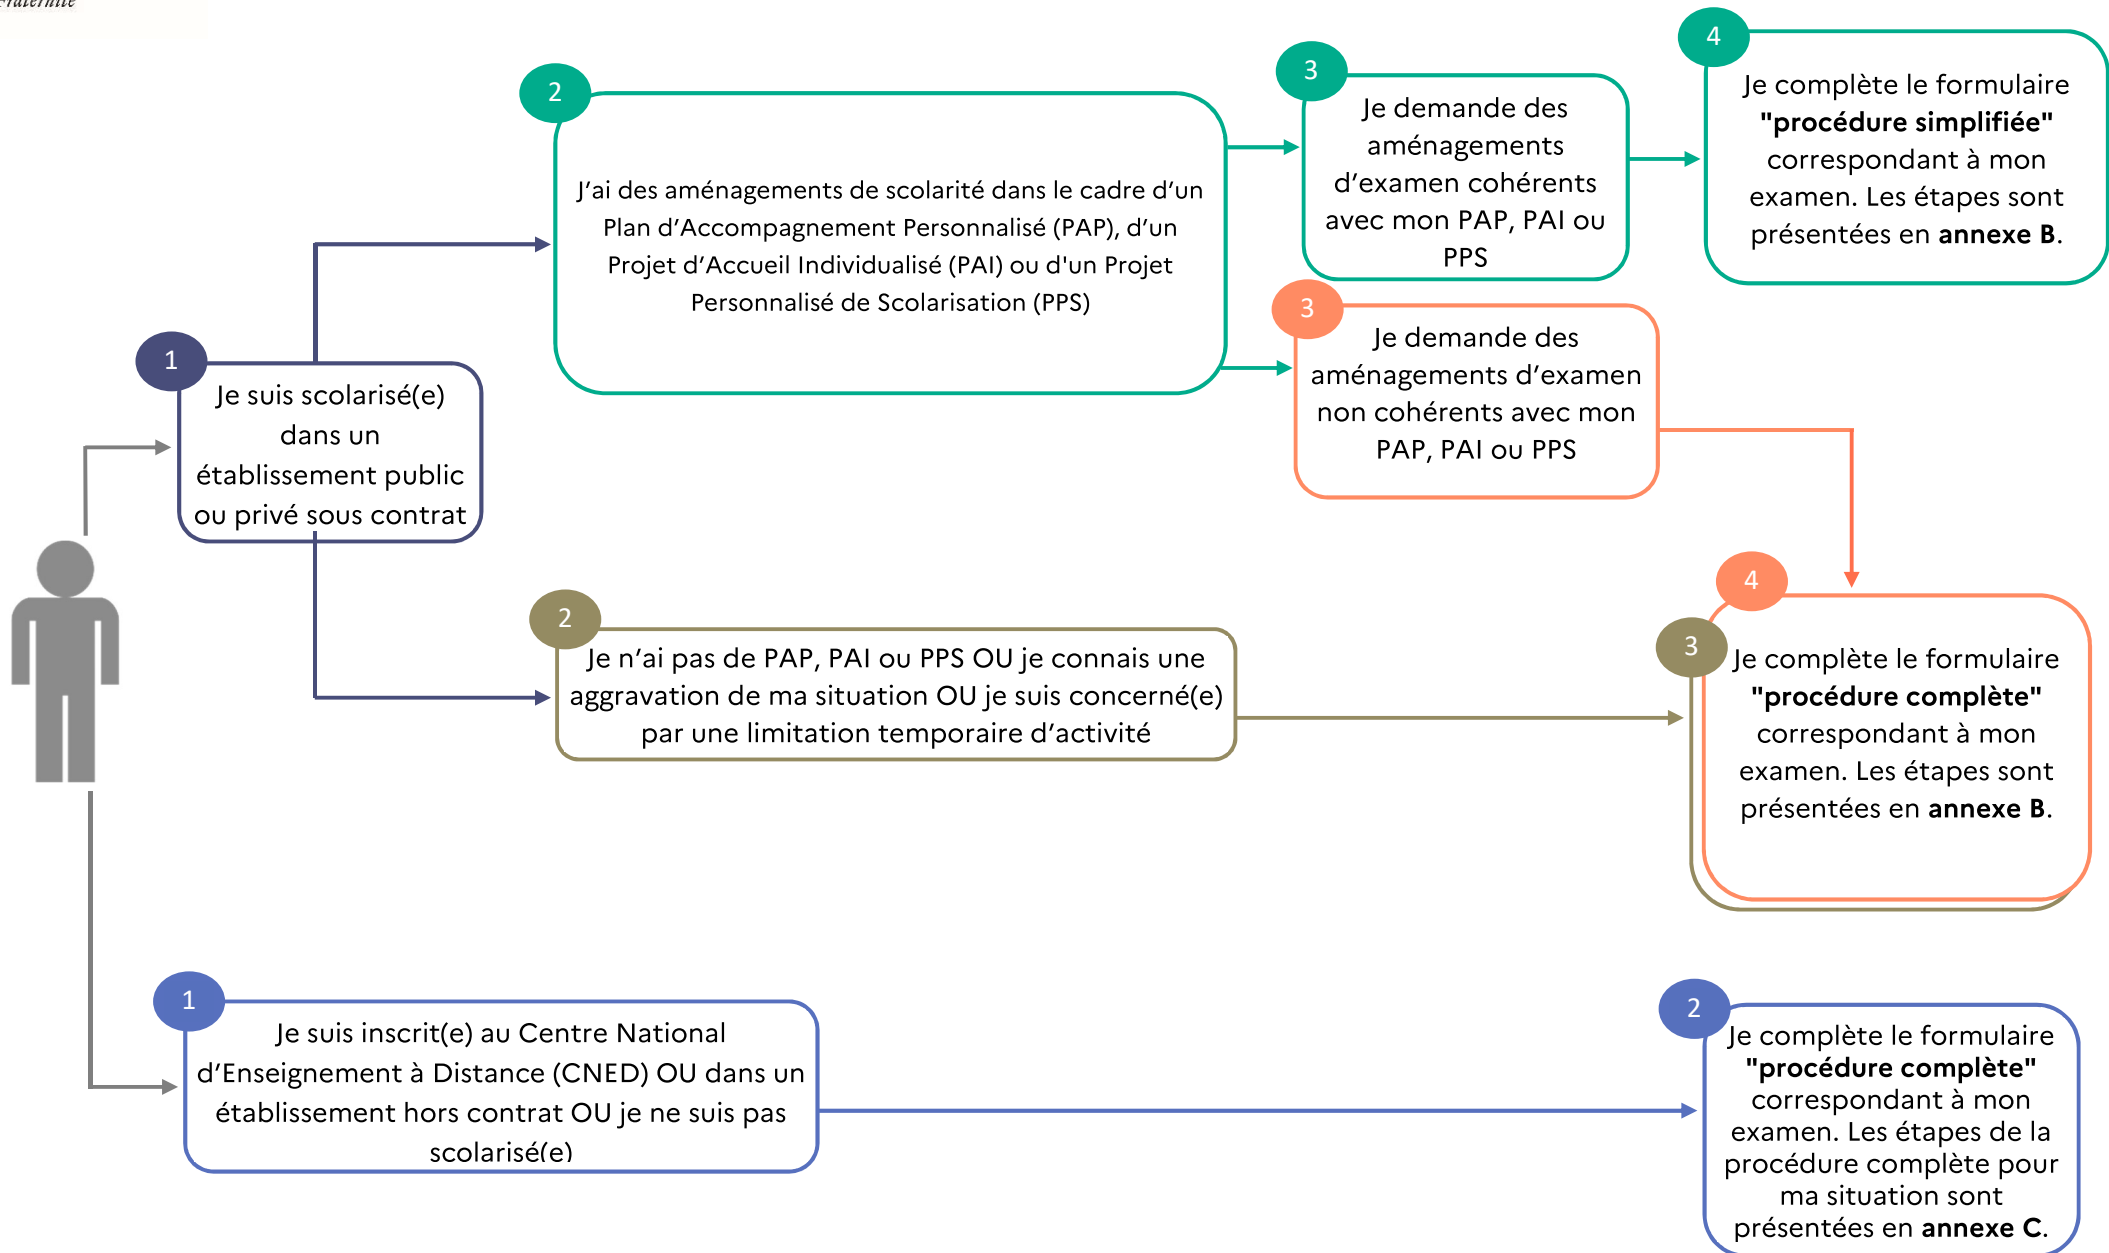 Fraternité
1
Je suis scolarisé(e)
dans un
établissement public
ou privé sous contrat
2
J’ai des aménagements de scolarité dans le cadre d’un
Plan d’Accompagnement Personnalisé (PAP), d’un
Projet d’Accueil Individualisé (PAI) ou d'un Projet
Personnalisé de Scolarisation (PPS)
3
Je demande des
aménagements
d’examen cohérents
avec mon PAP, PAI ou
PPS
4
Je complète le formulaire
"procédure simplifiée"
correspondant à mon
examen. Les étapes sont
présentées en annexe B.
3
Je demande des
aménagements d’examen
non cohérents avec mon
PAP, PAI ou PPS
2
Je n’ai pas de PAP, PAI ou PPS OU je connais une
aggravation de ma situation OU je suis concerné(e)
par une limitation temporaire d’activité
4
3
Je complète le formulaire
"procédure complète"
correspondant à mon
examen. Les étapes sont
présentées en annexe B.
1
Je suis inscrit(e) au Centre National
d’Enseignement à Distance (CNED) OU dans un
établissement hors contrat OU je ne suis pas
scolarisé(e)
2
Je complète le formulaire
"procédure complète"
correspondant à mon
examen. Les étapes de la
procédure complète pour
ma situation sont
présentées en annexe C.